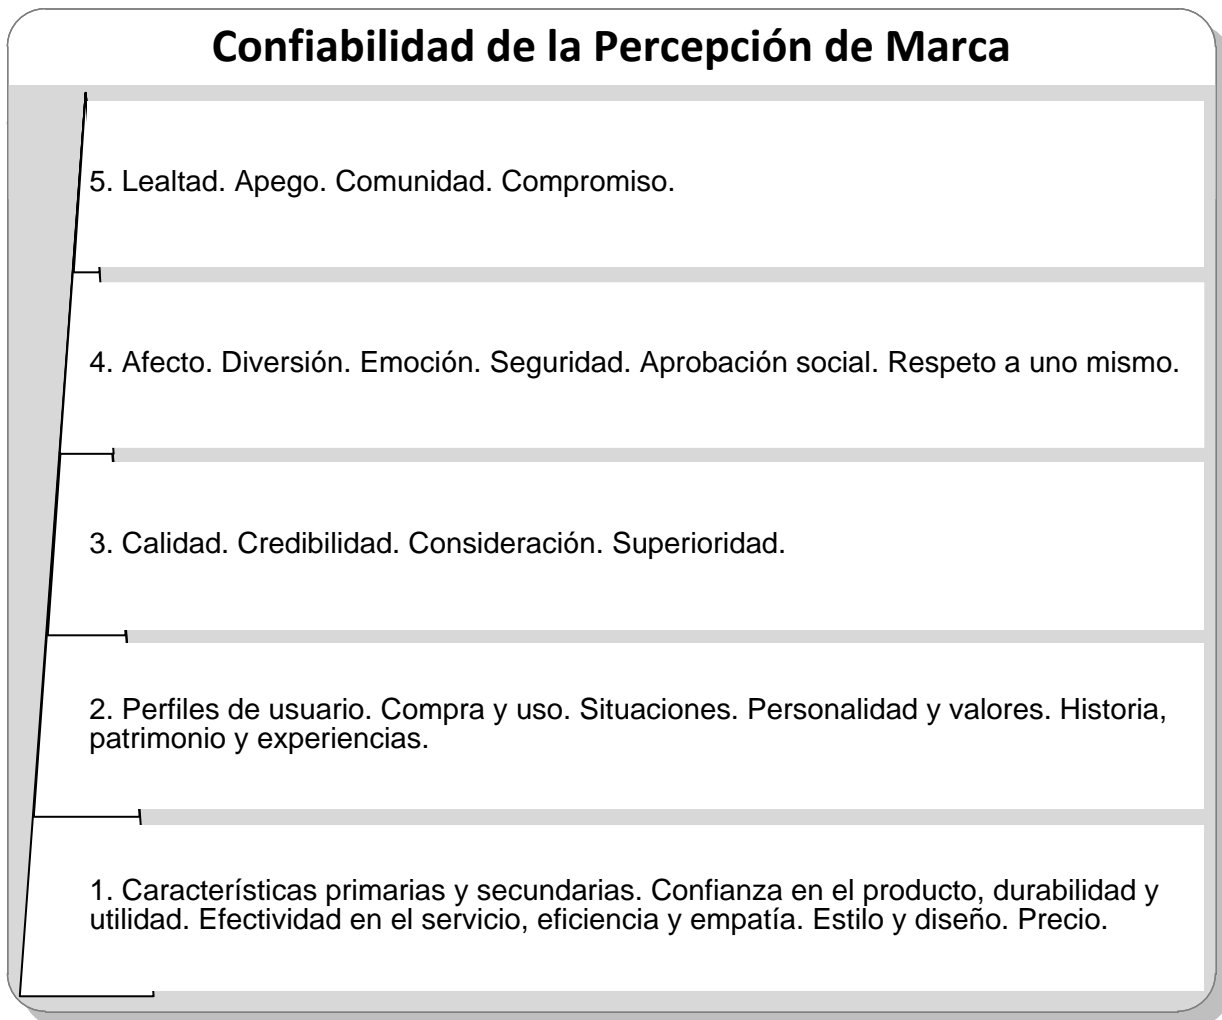 Confiabilidad de la Percepción de Marca
5. Lealtad. Apego. Comunidad. Compromiso.
4. Afecto. Diversión. Emoción. Seguridad. Aprobación social. Respeto a uno mismo.
3. Calidad. Credibilidad. Consideración. Superioridad.
2. Perfiles de usuario. Compra y uso. Situaciones. Personalidad y valores. Historia,
patrimonio y experiencias.
1. Características primarias y secundarias. Confianza en el producto, durabilidad y
utilidad. Efectividad en el servicio, eficiencia y empatía. Estilo y diseño. Precio.